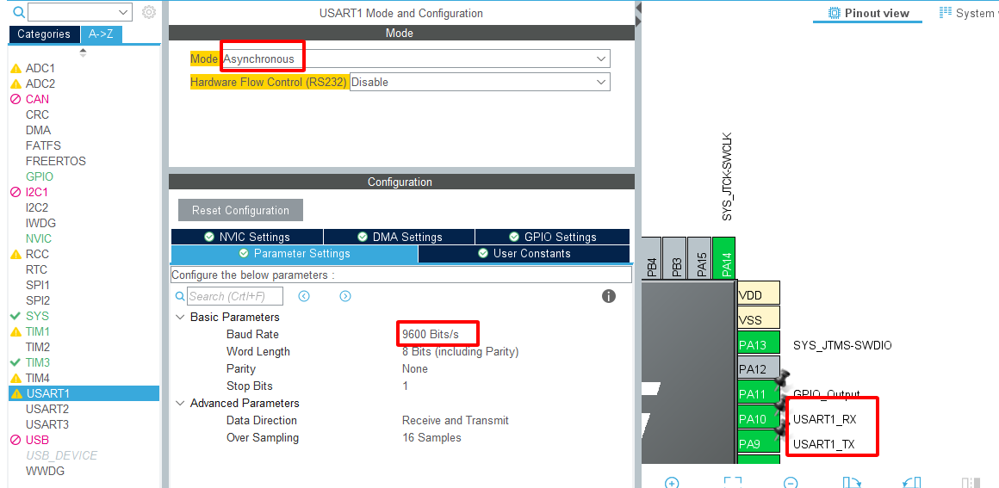 USART1 Mode and Configuration
Pinout view
System
Categories
A->Z
Mode
ADC1
ADC2
CAN
CRC
DMA
FATFS
FREERTOS
GPIO
I2C1
I2C2
IWDG
NVIC
RCC
RTC
SPI1
SPI2
SYS
TIM1
TIM2
TIM3
TIM4
USART1
USART2
USART3
USB
USB_DEVICE
WWDG
Mode Asynchronous
Hardware Flow Control (RS232) Disable
Configuration
Reset Configuration
NVIC Settings
DMA Settings
GPIO Settings
Parameter Settings
User Constants
Configure the below parameters :
Search (CrtI+F)
Basic Parameters
Baud Rate 9600 Bits/s
Word Length 8 Bits (including Parity)
Parity None
Stop Bits 1
Advanced Parameters
Data Direction Receive and Transmit
Over Sampling 16 Samples
SYS_JTCK-SWCLK
PB4
PB3
PA15
PA14
VDD
VSS
PA13 SYS_JTMS-SWDIO
PA12
PA11 GPIO_Output
PA10 USART1_RX
PA9 USART1_TX